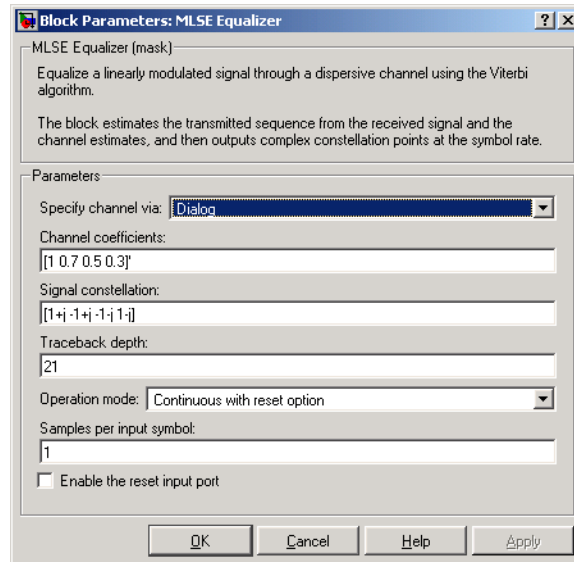 Block Parameters: MLSE Equalizer
MLSE Equalizer (mask)
Equalize a linearly modulated signal through a dispersive channel using the Viterbi
algorithm.
The block estimates the transmitted sequence from the received signal and the
channel estimates, and then outputs complex constellation points at the symbol rate.
Parameters
Specify channel via: Dialog
Channel coefficients:
[1 0.7 0.5 0.3]'
Signal constellation:
[1+j -1+j -1-j 1-j]
Traceback depth:
21
Operation mode: Continuous with reset option
Samples per input symbol:
1
Enable the reset input port
OK Cancel Help Apply